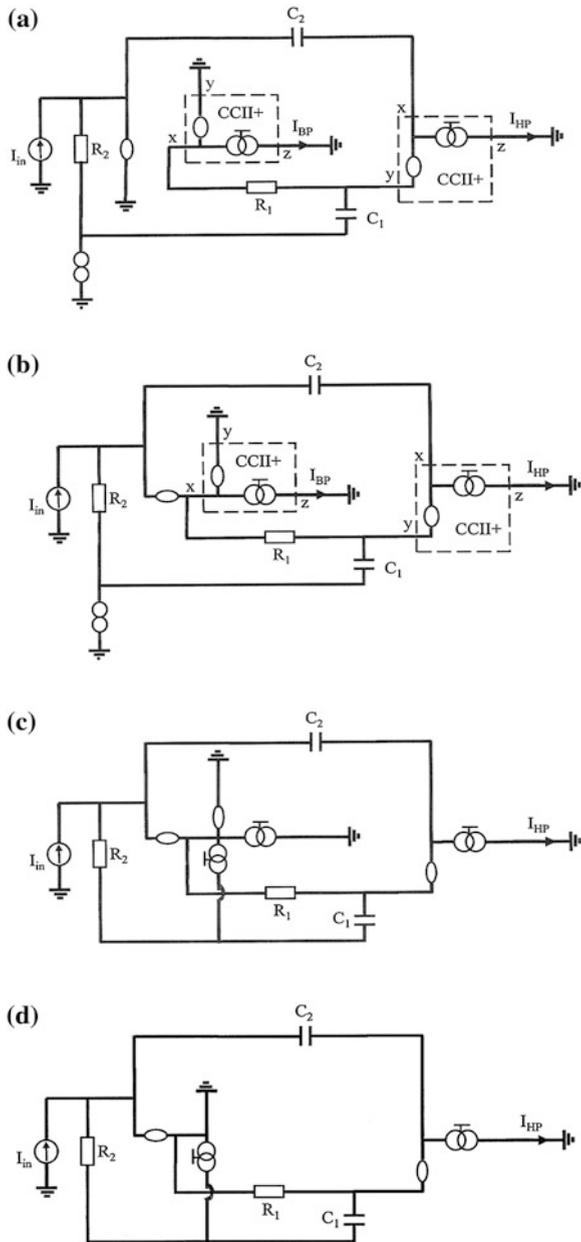 (a)
C2
y
CCII+
x
IBP
x
IHP
Iin
R2
z
z
y
CCII+
R1
C1
(b)
C2
y
CCII+
x
x
IBP
IHP
Iin
R2
z
z
y
CCII+
R1
C1
(c)
C2
IHP
Iin
R2
R1
C1
(d)
C2
IHP
Iin
R2
R1
C1